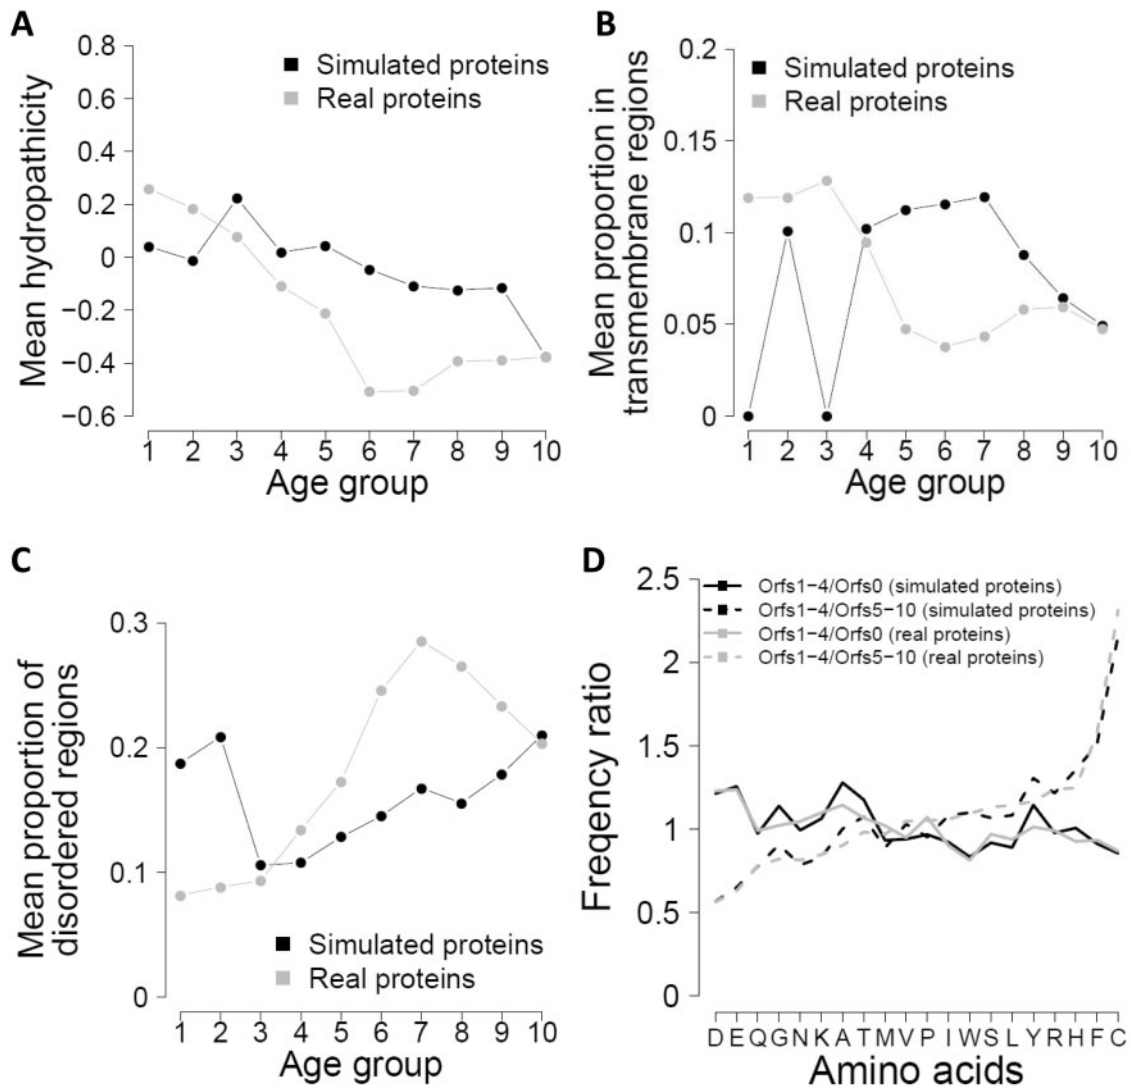 A
Mean hydropathicity
0.8
0.6
0.4
0.2
0
−0.2
−0.4
−0.6
Simulated proteins
Real proteins
1 2 3 4 5 6 7 8 9 10
Age group
B
Mean proportion in
transmembrane regions
0.2
0.15
0.1
0.05
0
Simulated proteins
Real proteins
1 2 3 4 5 6 7 8 9 10
Age group
C
Mean proportion of
disordered regions
0.3
0.2
0.1
0
Simulated proteins
Real proteins
1 2 3 4 5 6 7 8 9 10
Age group
D
Freqency ratio
2.5
2
1.5
1
0.5
0
Orfs1−4/Orfs0 (simulated proteins)
Orfs1−4/Orfs5−10 (simulated proteins)
Orfs1−4/Orfs0 (real proteins)
Orfs1−4/Orfs5−10 (real proteins)
D E Q G N K A T M V P I W S L Y R H F C
Amino acids